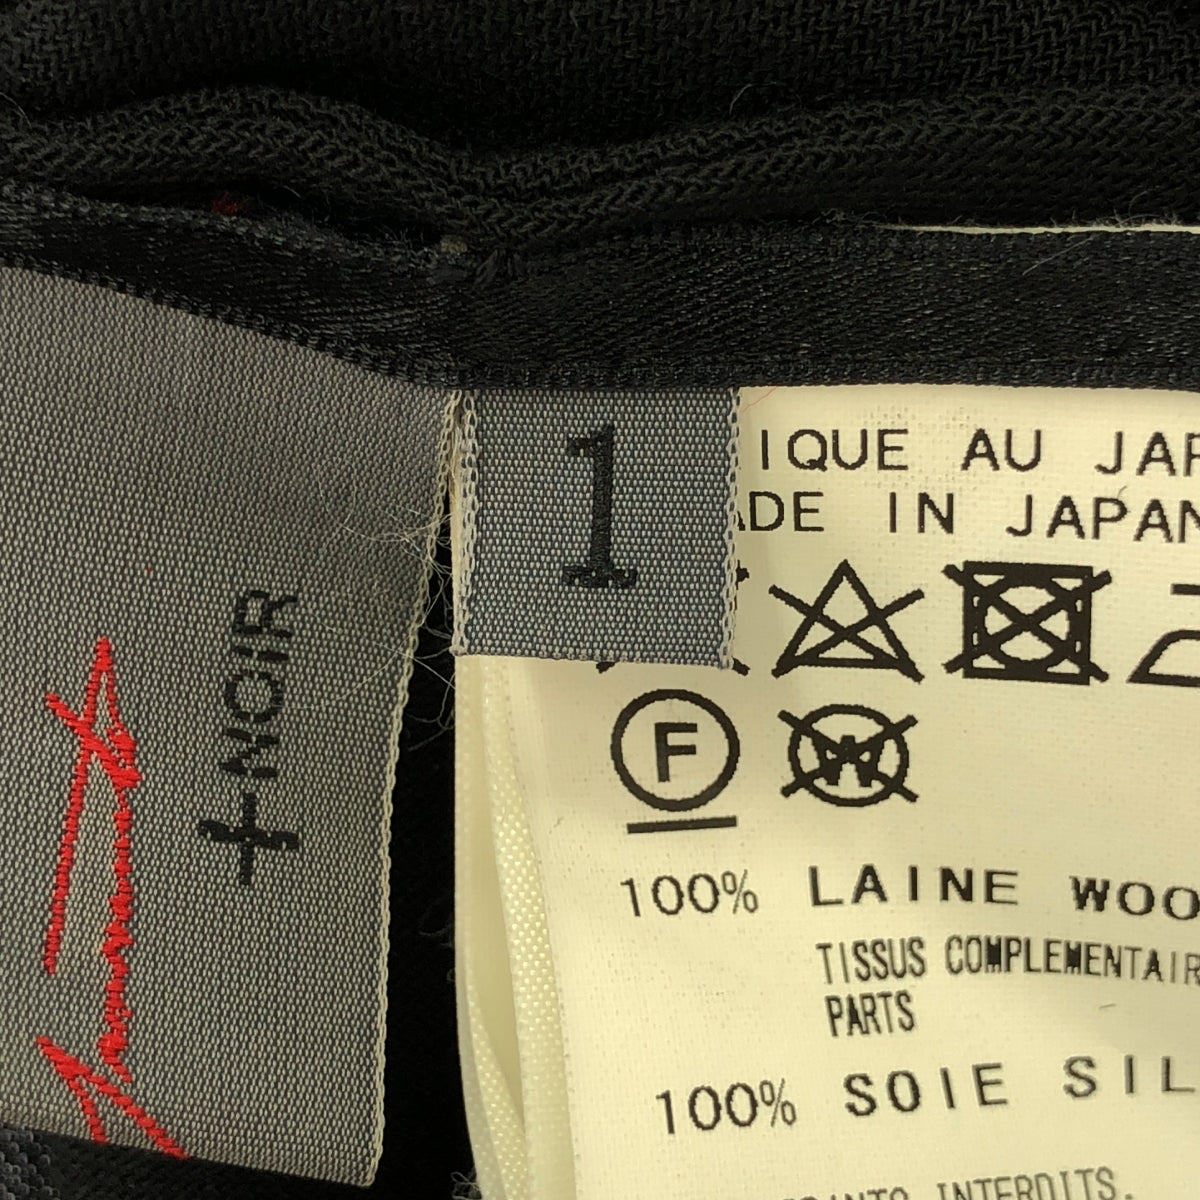 +NOIR
1
IQUE AU JAP
ADE IN JAPAN
F
W
100% LAINE WOO
TISSUS COMPLEMENTAIR
PARTS
100% SOIE SIL
INTERDITS.